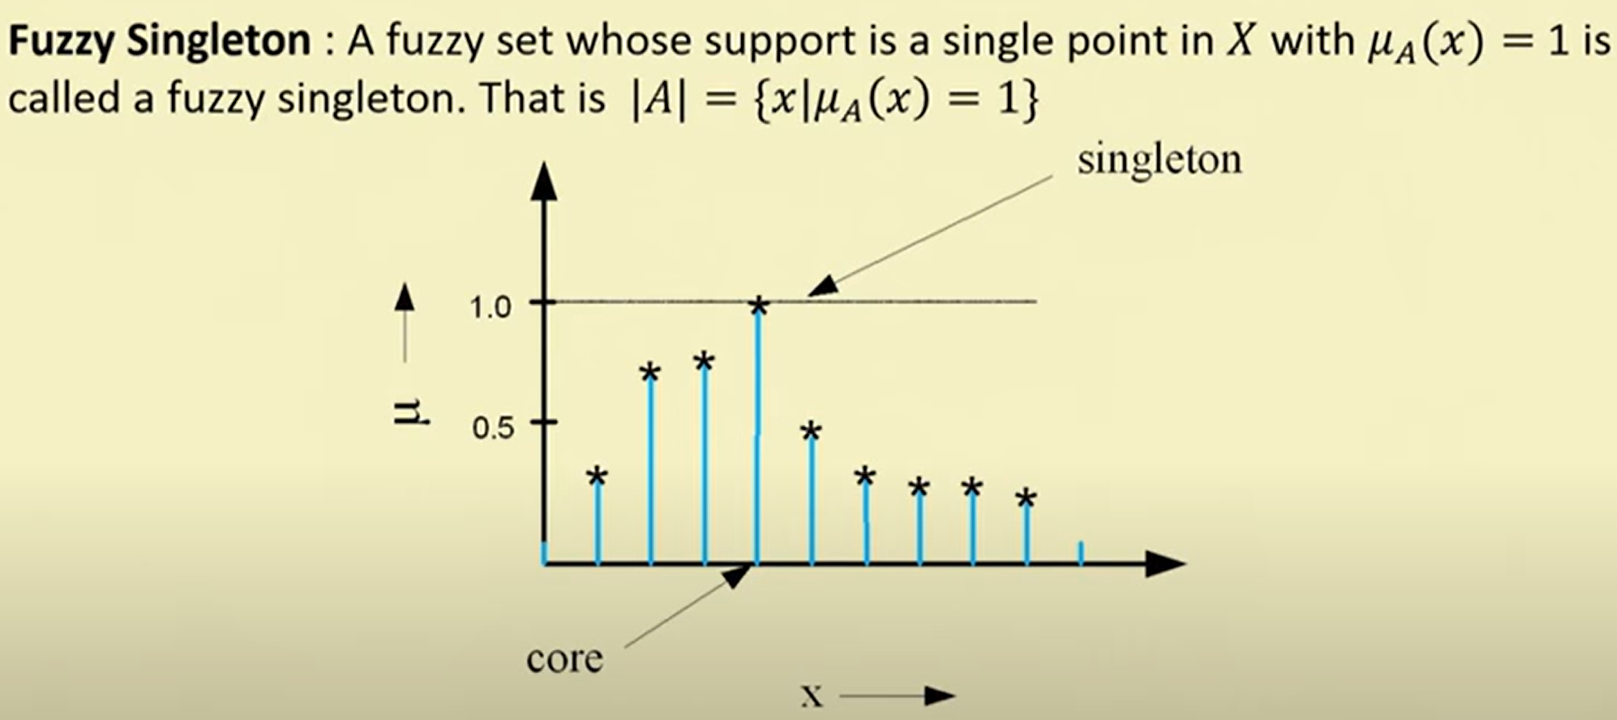 Fuzzy Singleton : A fuzzy set whose support is a single point in X with μ_A(x) = 1 is
called a fuzzy singleton. That is |A| = {x|μ_A(x) = 1}
singleton
1.0
μ
0.5
core
x